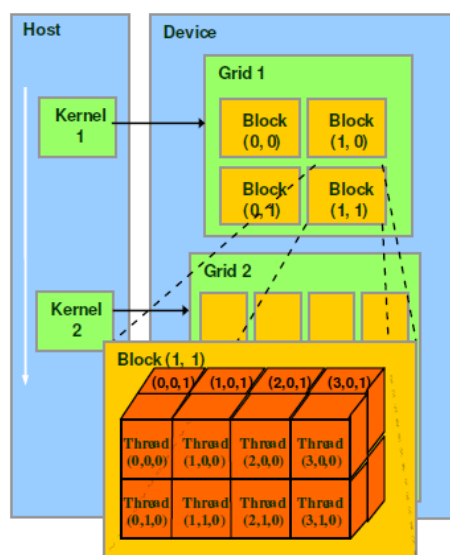 Host
Device
Grid 1
Kernel
1
Block
(0, 0)
Block
(1, 0)
Block
(0, 1)
Block
(1, 1)
Grid 2
Kernel
2
Block (1, 1)
(0,0,1)
(1,0,1)
(2,0,1)
(3,0,1)
Thread
(0,0,0)
Thread
(1,0,0)
Thread
(2,0,0)
Thread
(3,0,0)
Thread
(0,1,0)
Thread
(1,1,0)
Thread
(2,1,0)
Thread
(3,1,0)